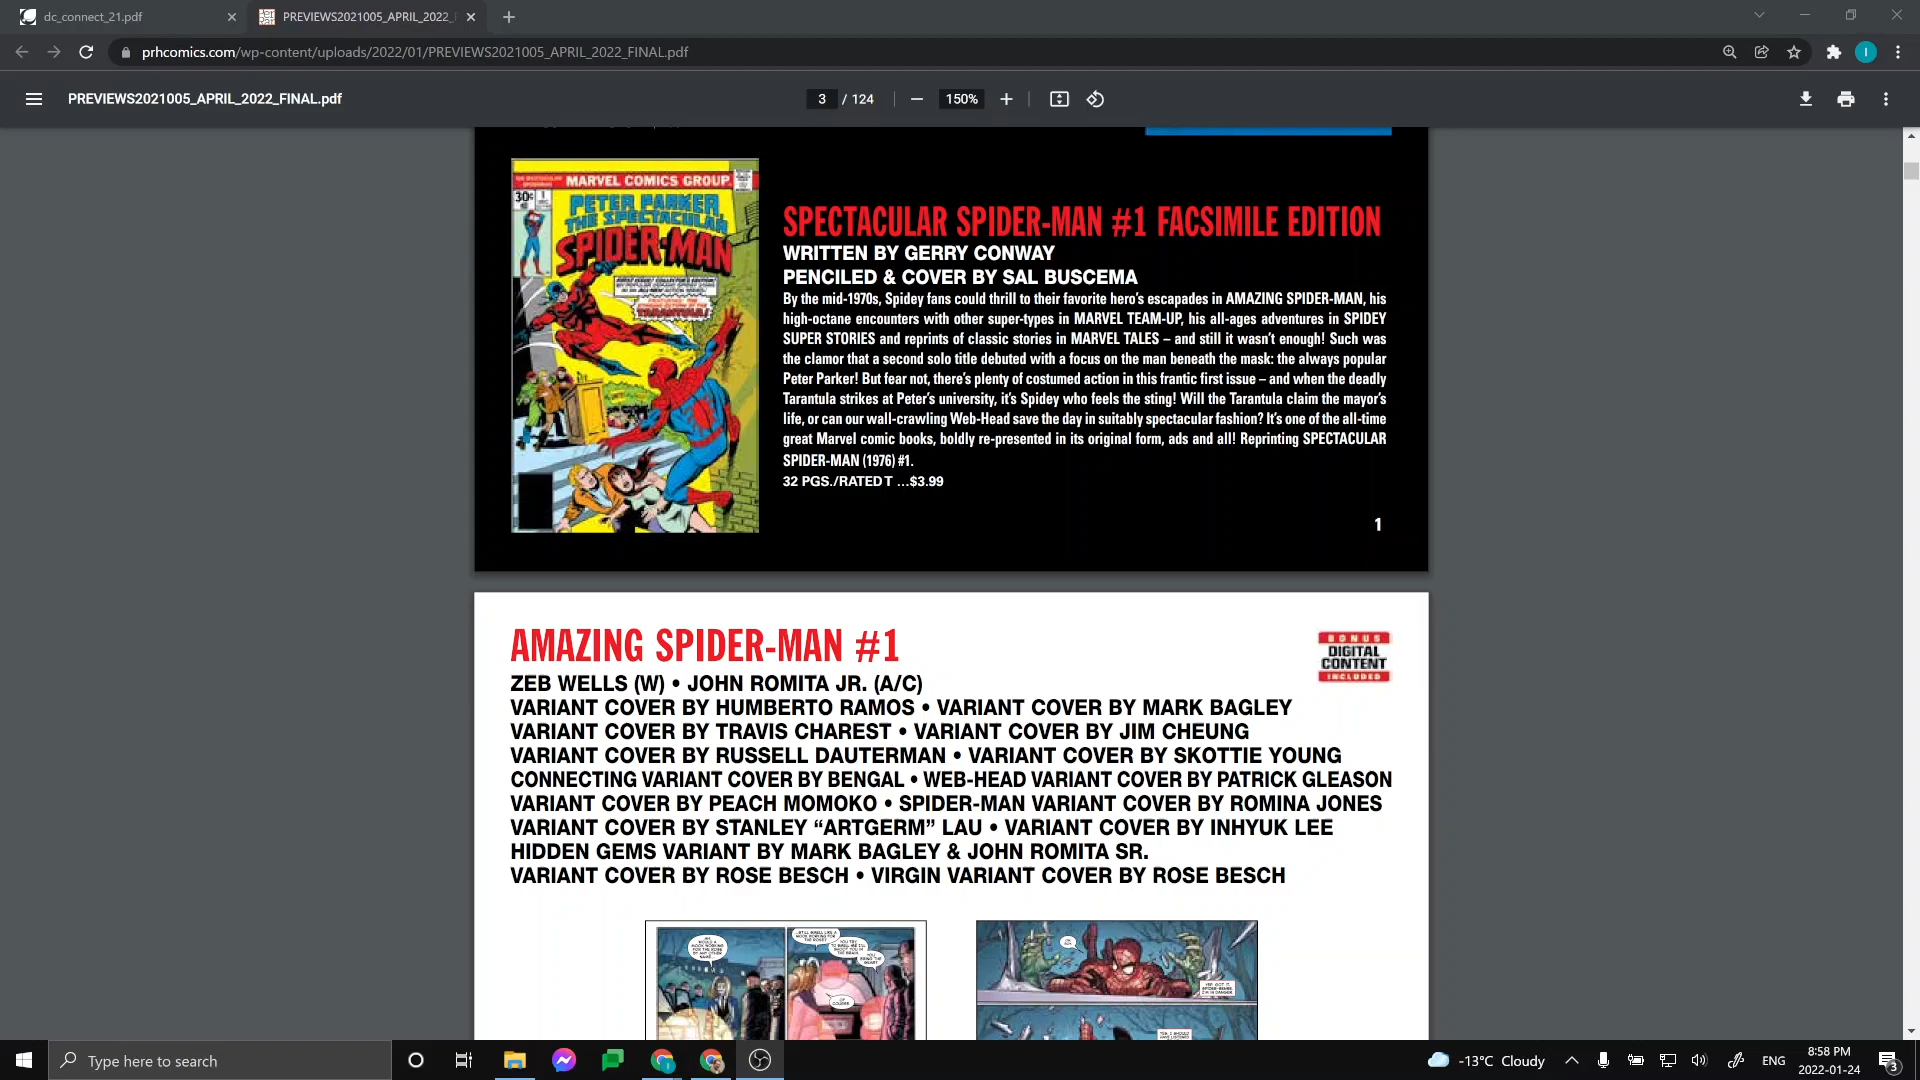 dc_connect_21.pdf
PREVIEWS2021005_APRIL_2022_F
prhcomics.com/wp-content/uploads/2022/01/PREVIEWS2021005_APRIL_2022_FINAL.pdf
PREVIEWS2021005_APRIL_2022_FINAL.pdf
3 / 124
150%
MARVEL COMICS GROUP
30¢
1
PETER PARKER,
THE SPECTACULAR
SPIDER-MAN
TARANTULA!
SPECTACULAR SPIDER-MAN #1 FACSIMILE EDITION
WRITTEN BY GERRY CONWAY
PENCILED & COVER BY SAL BUSCEMA
By the mid-1970s, Spidey fans could thrill to their favorite hero's escapades in AMAZING SPIDER-MAN, his
high-octane encounters with other super-types in MARVEL TEAM-UP, his all-ages adventures in SPIDEY
SUPER STORIES and reprints of classic stories in MARVEL TALES – and still it wasn't enough! Such was
the clamor that a second solo title debuted with a focus on the man beneath the mask: the always popular
Peter Parker! But fear not, there's plenty of costumed action in this frantic first issue – and when the deadly
Tarantula strikes at Peter's university, it's Spidey who feels the sting! Will the Tarantula claim the mayor's
life, or can our wall-crawling Web-Head save the day in suitably spectacular fashion? It's one of the all-time
great Marvel comic books, boldly re-presented in its original form, ads and all! Reprinting SPECTACULAR
SPIDER-MAN (1976) #1.
32 PGS./RATED T ...$3.99
1
AMAZING SPIDER-MAN #1
BONUS
DIGITAL
CONTENT
INCLUDED
ZEB WELLS (W) • JOHN ROMITA JR. (A/C)
VARIANT COVER BY HUMBERTO RAMOS • VARIANT COVER BY MARK BAGLEY
VARIANT COVER BY TRAVIS CHAREST • VARIANT COVER BY JIM CHEUNG
VARIANT COVER BY RUSSELL DAUTERMAN • VARIANT COVER BY SKOTTIE YOUNG
CONNECTING VARIANT COVER BY BENGAL • WEB-HEAD VARIANT COVER BY PATRICK GLEASON
VARIANT COVER BY PEACH MOMOKO • SPIDER-MAN VARIANT COVER BY ROMINA JONES
VARIANT COVER BY STANLEY “ARTGERM” LAU • VARIANT COVER BY INHYUK LEE
HIDDEN GEMS VARIANT BY MARK BAGLEY & JOHN ROMITA SR.
VARIANT COVER BY ROSE BESCH • VIRGIN VARIANT COVER BY ROSE BESCH
Type here to search
-13°C Cloudy
ENG
8:58 PM
2022-01-24
3